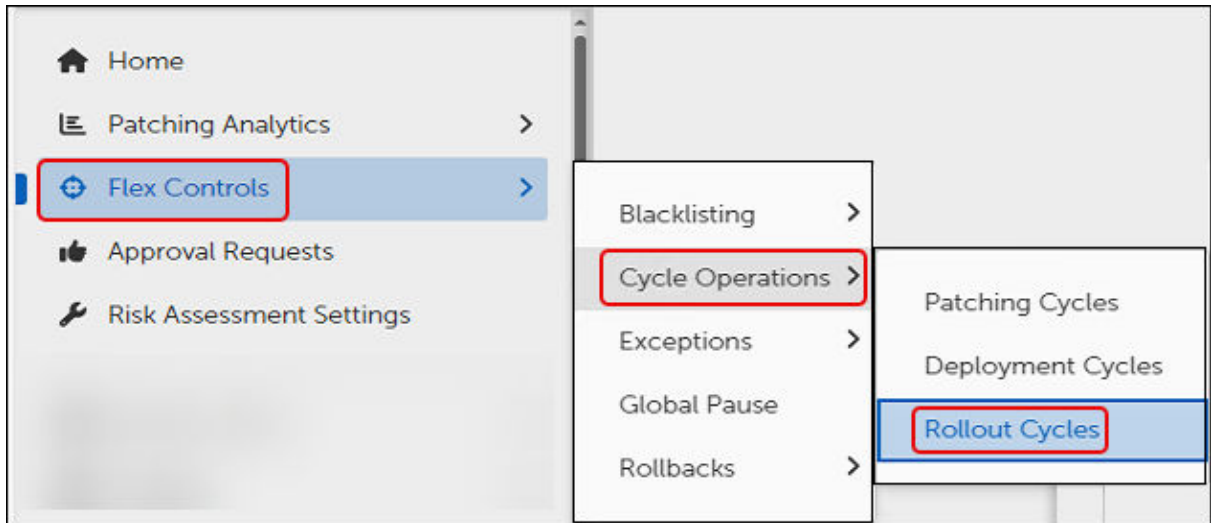 Home
Patching Analytics
Flex Controls
Approval Requests
Risk Assessment Settings
Blacklisting
Cycle Operations
Exceptions
Global Pause
Rollbacks
Patching Cycles
Deployment Cycles
Rollout Cycles